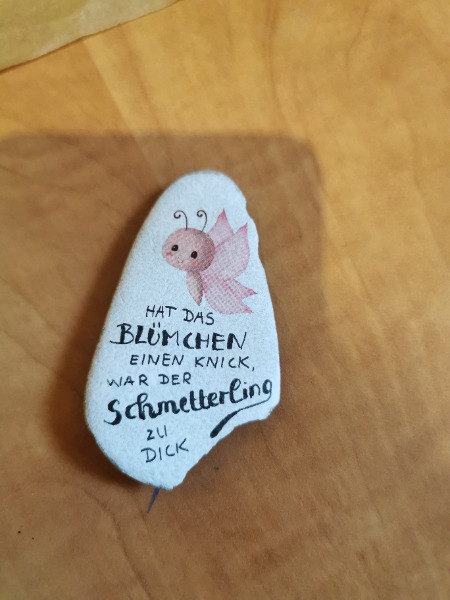 HAT DAS
BLÜMCHEN
EINEN KNICK,
WAR DER
Schmetterling
ZU
DICK